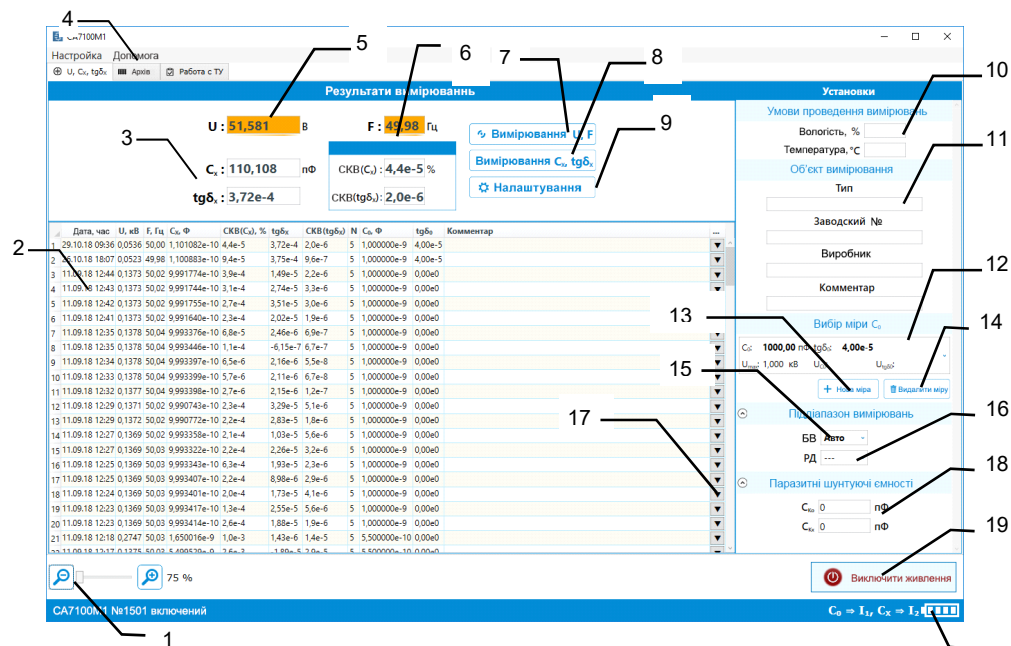 4
СА7100М1
Настройка Допомога
U, Cₓ, tgδₓ Архів Работа с ТУ
5 6 7 8
Результати вимірювань Установки
U : 51,581 В F : 49,98 Гц
Вимірювання U, F
3
Cₓ : 110,108 пФ СКВ(Cₓ) : 4,4e-5 %
Вимірювання Cₓ, tgδₓ
9
tgδₓ : 3,72e-4 СКВ(tgδₓ): 2,0e-6
Налаштування
Умови проведення вимірювань
10
Вологість, %
Температура, °C
Об'єкт вимірювання
11
Тип
Заводский №
Виробник
Комментар
2
Дата, час U, кВ F, Гц Cₓ, Ф СКВ(Cₓ), % tgδₓ СКВ(tgδₓ) N C₀, Ф tgδ₀ Комментар ...
1 29.10.18 09:36 0,0536 50,00 1,101082e-10 4,4e-5 3,72e-4 2,0e-6 5 1,000000e-9 4,00e-5
2 26.10.18 18:07 0,0523 49,98 1,100883e-10 9,4e-5 3,75e-4 9,6e-7 5 1,000000e-9 4,00e-5
3 11.09.18 12:44 0,1373 50,02 9,991774e-10 3,9e-4 1,49e-5 2,2e-6 5 1,000000e-9 0,00e0
4 11.09.18 12:43 0,1373 50,02 9,991744e-10 3,1e-4 2,74e-5 3,3e-6 5 1,000000e-9 0,00e0
5 11.09.18 12:42 0,1373 50,02 9,991755e-10 2,7e-4 3,51e-5 3,0e-6 5 1,000000e-9 0,00e0
6 11.09.18 12:41 0,1373 50,02 9,991640e-10 2,3e-4 2,02e-5 1,9e-6 5 1,000000e-9 0,00e0
7 11.09.18 12:35 0,1378 50,04 9,993376e-10 6,8e-5 2,46e-6 6,9e-7 5 1,000000e-9 0,00e0
8 11.09.18 12:35 0,1378 50,04 9,993446e-10 1,1e-4 -6,15e-7 6,7e-7 5 1,000000e-9 0,00e0
9 11.09.18 12:34 0,1378 50,04 9,993397e-10 6,5e-6 2,16e-6 5,5e-8 5 1,000000e-9 0,00e0
10 11.09.18 12:33 0,1378 50,04 9,993399e-10 5,7e-6 2,11e-6 6,7e-8 5 1,000000e-9 0,00e0
11 11.09.18 12:32 0,1377 50,04 9,993398e-10 2,7e-6 2,15e-6 1,2e-7 5 1,000000e-9 0,00e0
12 11.09.18 12:29 0,1371 50,02 9,990743e-10 2,3e-4 3,29e-5 5,1e-6 5 1,000000e-9 0,00e0
13 11.09.18 12:29 0,1372 50,02 9,990772e-10 2,2e-4 2,83e-5 1,8e-6 5 1,000000e-9 0,00e0
14 11.09.18 12:27 0,1369 50,02 9,993358e-10 2,1e-4 1,03e-5 5,6e-6 5 1,000000e-9 0,00e0
15 11.09.18 12:27 0,1369 50,03 9,993322e-10 2,2e-4 2,26e-5 3,2e-6 5 1,000000e-9 0,00e0
16 11.09.18 12:25 0,1369 50,03 9,993343e-10 6,3e-4 1,93e-5 2,3e-6 5 1,000000e-9 0,00e0
17 11.09.18 12:25 0,1369 50,03 9,993407e-10 2,2e-4 8,98e-6 2,9e-6 5 1,000000e-9 0,00e0
18 11.09.18 12:24 0,1369 50,03 9,993401e-10 2,0e-4 1,73e-5 4,1e-6 5 1,000000e-9 0,00e0
19 11.09.18 12:23 0,1369 50,03 9,993417e-10 1,3e-4 2,55e-5 5,6e-6 5 1,000000e-9 0,00e0
20 11.09.18 12:23 0,1369 50,03 9,993414e-10 2,6e-4 1,88e-5 1,9e-6 5 1,000000e-9 0,00e0
21 11.09.18 12:18 0,2747 50,03 1,650016e-9 1,0e-3 1,43e-6 1,4e-5 5 5,500000e-10 0,00e0
12
13
Вибір міри C₀
14
C₀: 1000,00 пФ tgδ₀: 4,00e-5
Umax: 1,000 кВ
15
Нова міра Видалити міру
Піддіапазон вимірювань
16
17
БВ Авто
РД ---
18
Паразитні шунтуючі ємності
C 0 пФ
C 0 пФ
19
75 %
Виключити живлення
СА7100М1 №1501 включений C₀ ⇒ I₁, Cₓ ⇒ I₂
1